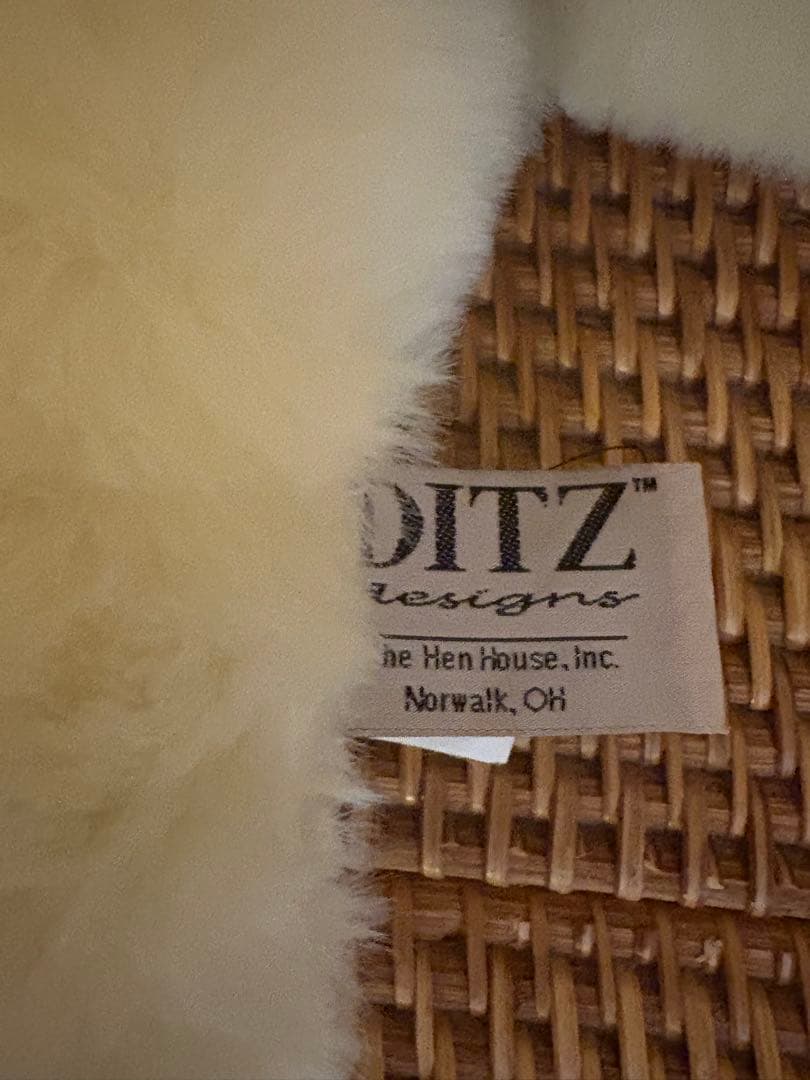 DITZ™
designs
he Hen House, Inc.
Norwalk, OH